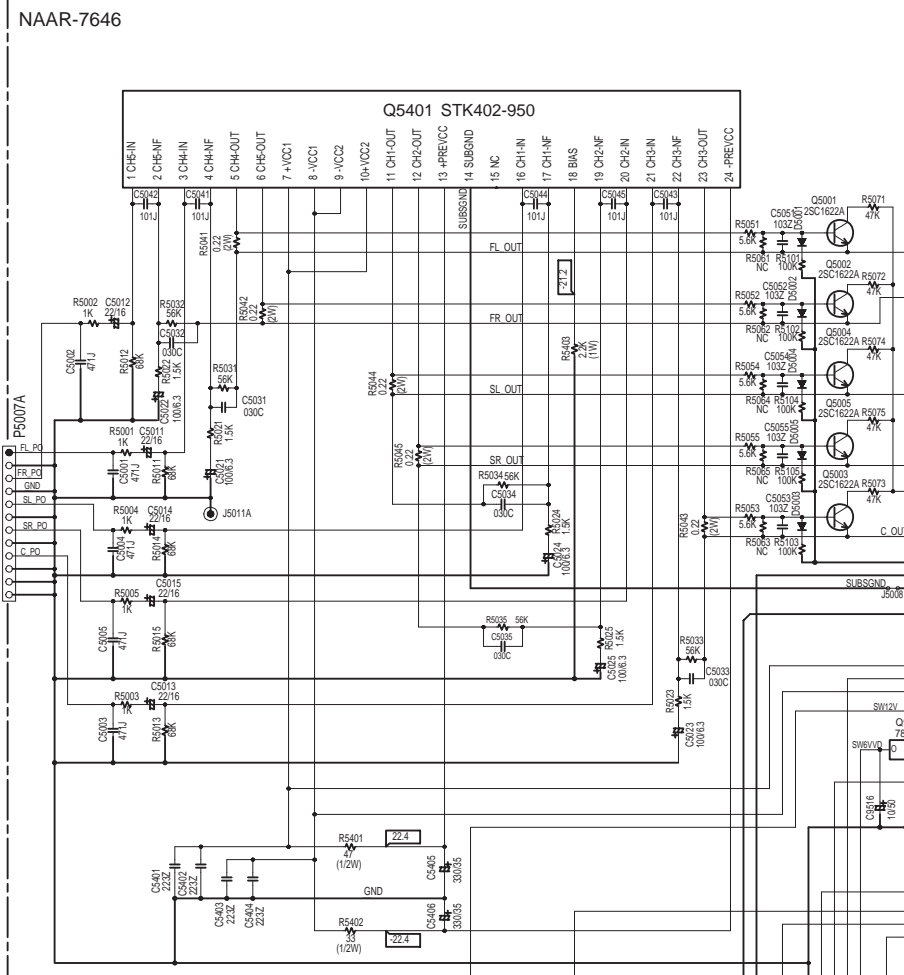 NAAR-7646
Q5401 STK402-950
1 CH5-IN
2 CH5-NF
3 CH4-IN
4 CH4-NF
5 CH4-OUT
6 CH5-OUT
7 +VCC1
8 -VCC1
9 -VCC2
10+VCC2
11 CH1-OUT
12 CH2-OUT
13 +PREVCC
14 SUBGND
15 NC
16 CH1-IN
17 CH1-NF
18 BIAS
19 CH2-NF
20 CH2-IN
21 CH3-IN
22 CH3-NF
23 CH3-OUT
24 -PREVCC
C5042
101J
C5041
101J
SUBSGND
C5044
101J
C5045
101J
C5043
101J
R5041
0.22
(2W)
FL_OUT
-21.2
R5051
5.6K
R5061
NC
C5051
103Z
D5001
R5101
100K
Q5001
2SC1622A
R5071
47K
R5042
0.22
(2W)
FR_OUT
R5052
5.6K
R5062
NC
C5052
103Z
D5002
R5102
100K
Q5002
2SC1622A
R5072
47K
R5002
1K
C5012
22/16
R5032
56K
C5032
030C
C5002
471J
R5012
68K
R5022
1.5K
C5022
100/6.3
R5031
56K
C5031
030C
R5021
1.5K
C5021
100/6.3
R5403
2.2K
(1W)
R5044
0.22
(2W)
SL_OUT
R5054
5.6K
R5064
NC
C5054
103Z
D5004
R5104
100K
Q5004
2SC1622A
R5074
47K
R5045
0.22
(2W)
SR_OUT
R5055
5.6K
R5065
NC
C5055
103Z
D5005
R5105
100K
Q5005
2SC1622A
R5075
47K
P5007A
FL_PO
FR_PO
GND
SL_PO
SR_PO
C_PO
R5001
1K
C5011
22/16
C5001
471J
R5011
68K
J5011A
R5034
56K
C5034
030C
R5024
1.5K
C5024
100/6.3
R5043
0.22
(2W)
R5053
5.6K
R5063
NC
C5053
103Z
D5003
R5103
100K
Q5003
2SC1622A
R5073
47K
C_OU
R5004
1K
C5014
22/16
C5004
471J
R5014
68K
SUBSGND
J5008
R5005
1K
C5015
22/16
C5005
471J
R5015
68K
R5035
56K
C5035
030C
R5025
1.5K
C5025
100/6.3
R5033
56K
C5033
030C
R5023
1.5K
C5023
100/6.3
R5003
1K
C5013
22/16
C5003
471J
R5013
68K
SW12V
Q9
78
SW6VVD
O
C9516
10/50
R5401
47
(1/2W)
22.4
C5401
223Z
C5402
223Z
C5403
223Z
C5404
223Z
GND
C5405
330/35
C5406
330/35
R5402
33
(1/2W)
-22.4